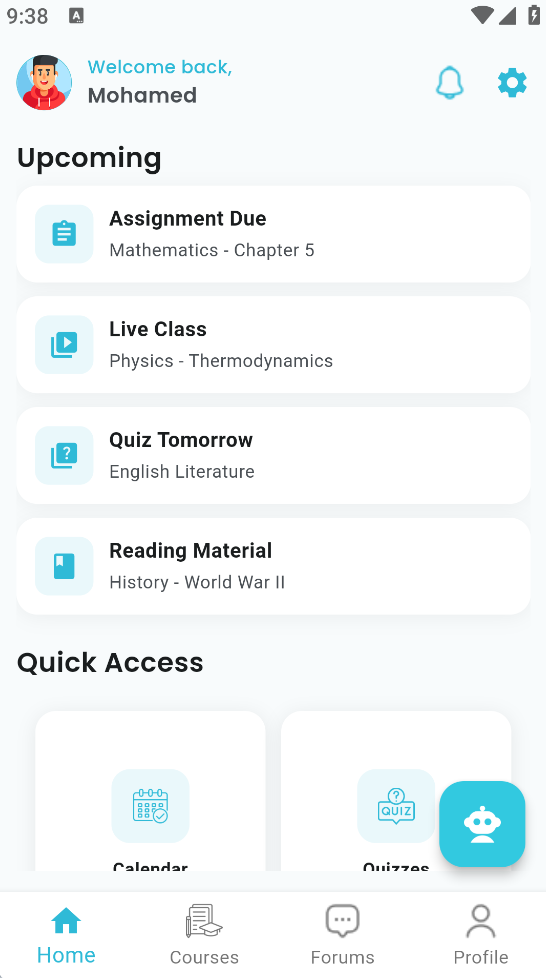 9:38
A
Welcome back,
Mohamed
Upcoming
Assignment Due
Mathematics - Chapter 5
Live Class
Physics - Thermodynamics
Quiz Tomorrow
English Literature
Reading Material
History - World War II
Quick Access
?
QUIZ
Calendar
Quizzes
Home
Courses
Forums
Profile